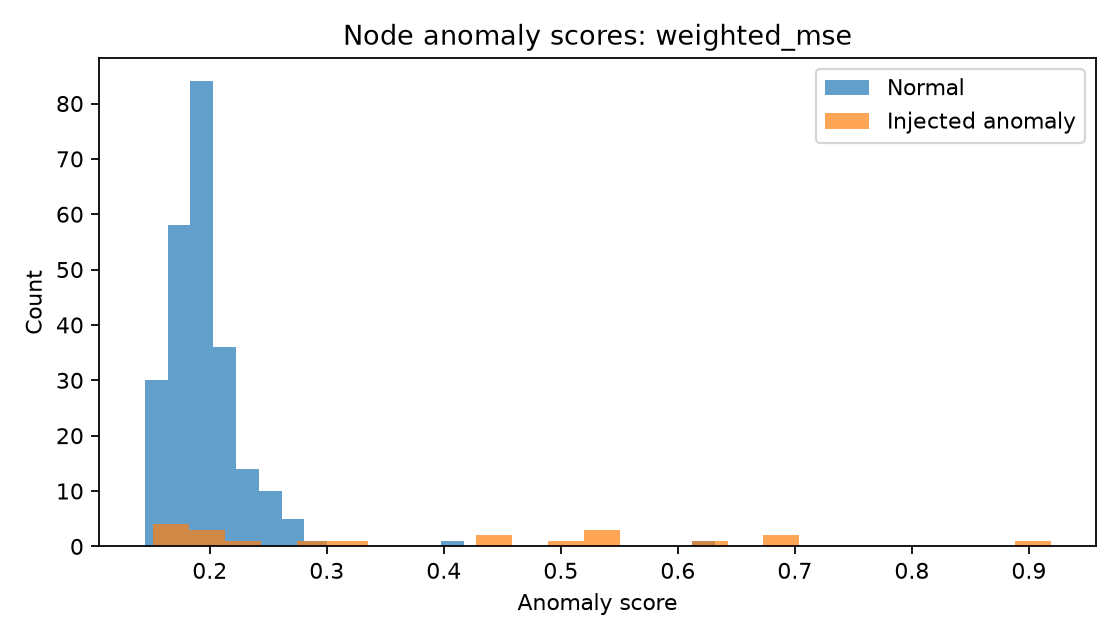 Node anomaly scores: weighted_mse
Normal
Injected anomaly
80
70
60
50
40
30
20
10
0
Count
0.2 0.3 0.4 0.5 0.6 0.7 0.8 0.9
Anomaly score